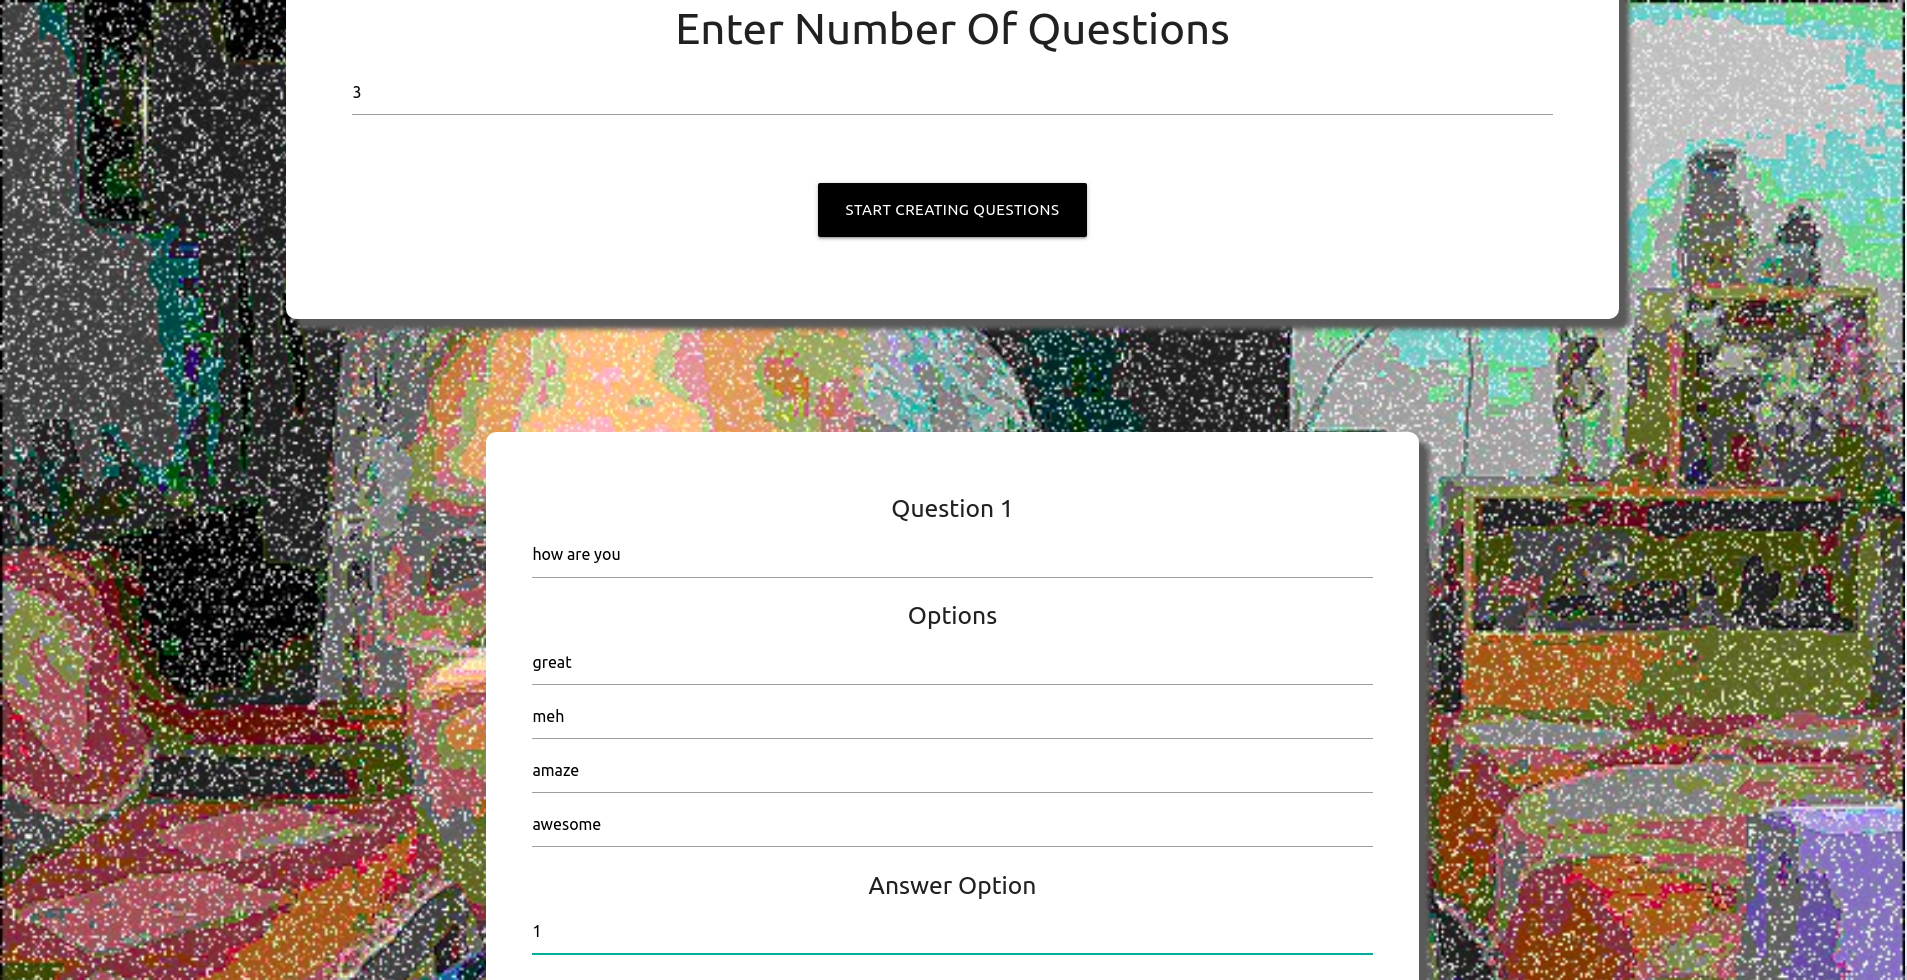 Enter Number Of Questions
3
START CREATING QUESTIONS
Question 1
how are you
Options
great
meh
amaze
awesome
Answer Option
1